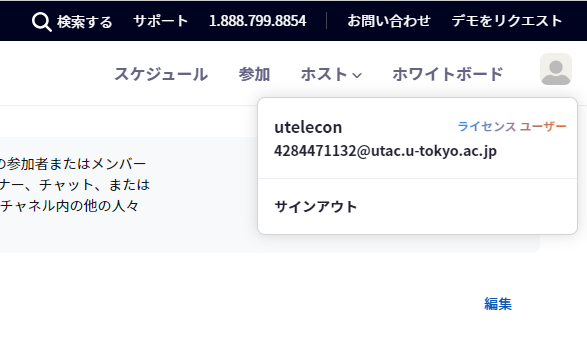 検索する サポート 1.888.799.8854 お問い合わせ デモをリクエスト
スケジュール 参加 ホスト ホワイトボード
utelecon ライセンス ユーザー
4284471132@utac.u-tokyo.ac.jp
サインアウト
の参加者またはメンバー
ナー、チャット、または
チャネル内の他の人々
編集